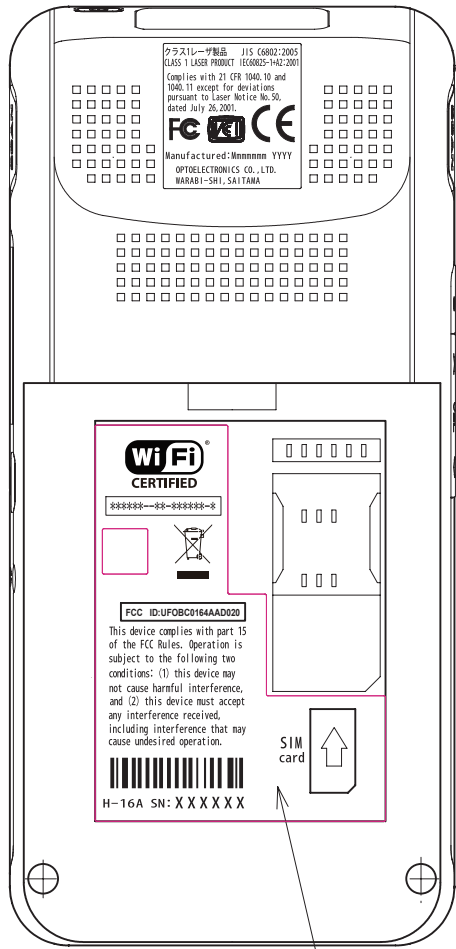 クラス1レーザ製品 JIS C6802:2005
CLASS 1 LASER PRODUCT IEC60825-1+A2:2001
Complies with 21 CFR 1040.10 and
1040.11 except for deviations
pursuant to Laser Notice No.50,
dated July 26,2001.
FC VCI CE
Manufactured:Mmmmmmm YYYY
OPTOELECTRONICS CO.,LTD.
WARABI-SHI,SAITAMA
Wi Fi ®
CERTIFIED
******--**-******-*
FCC ID:UFOBC0164AAD020
This device complies with part 15
of the FCC Rules. Operation is
subject to the following two
conditions: (1) this device may
not cause harmful interference,
and (2) this device must accept
any interference received,
including interference that may
cause undesired operation.
SIM
card
H-16A SN:XXXXXX